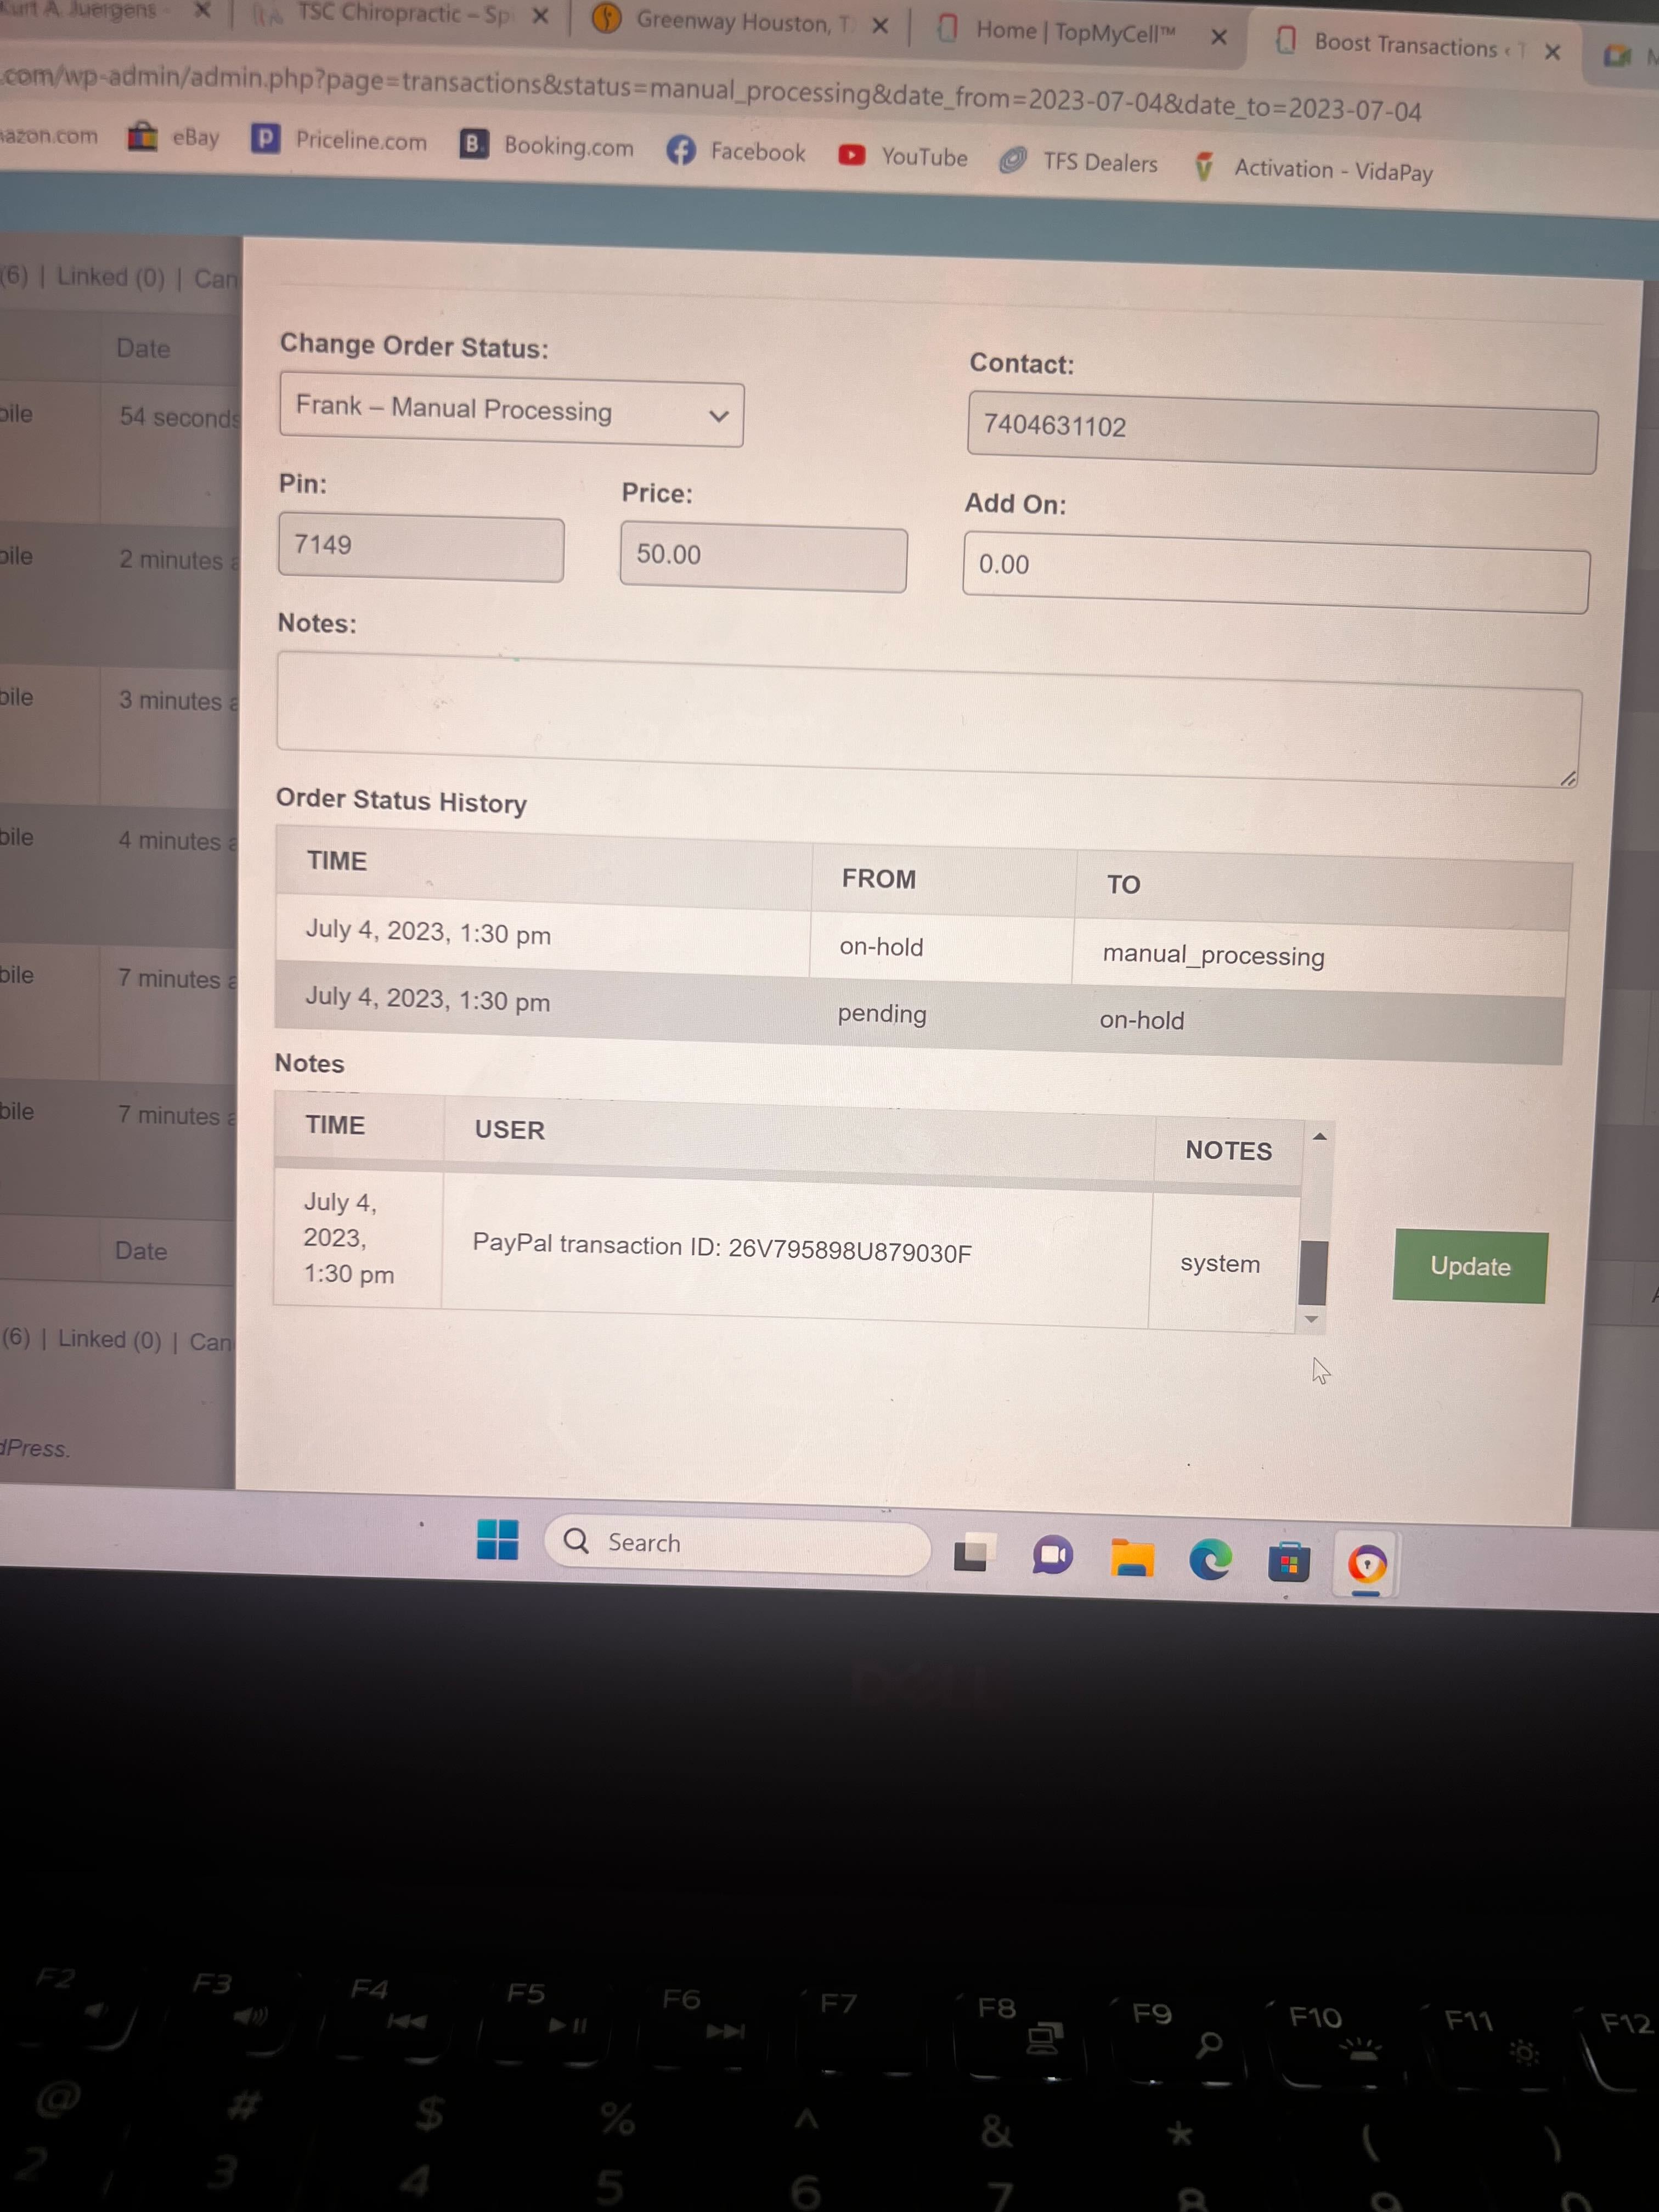 Kurt A. Juergens - TSC Chiropractic – Sp Greenway Houston, T Home | TopMyCell™ Boost Transactions ‹ T M
.com/wp-admin/admin.php?page=transactions&status=manual_processing&date_from=2023-07-04&date_to=2023-07-04
azon.com eBay Priceline.com B. Booking.com Facebook YouTube TFS Dealers Activation - VidaPay
(6) | Linked (0) | Can
Change Order Status:
Contact:
Date
Frank – Manual Processing
7404631102
bile 54 seconds
Pin:
Price:
Add On:
7149
50.00
0.00
bile 2 minutes a
Notes:
bile 3 minutes a
Order Status History
bile 4 minutes a
TIME FROM TO
July 4, 2023, 1:30 pm on-hold manual_processing
bile 7 minutes a
July 4, 2023, 1:30 pm pending on-hold
Notes
bile 7 minutes a
TIME USER NOTES
July 4,
2023,
1:30 pm
PayPal transaction ID: 26V795898U879030F
system
Update
Date
(6) | Linked (0) | Can
dPress.
Search
DELL
F2 F3 F4 F5 F6 F7 F8 F9 F10 F11 F12
@ # $ % ^ & * ( )
2 3 4 5 6 7 8 9 0